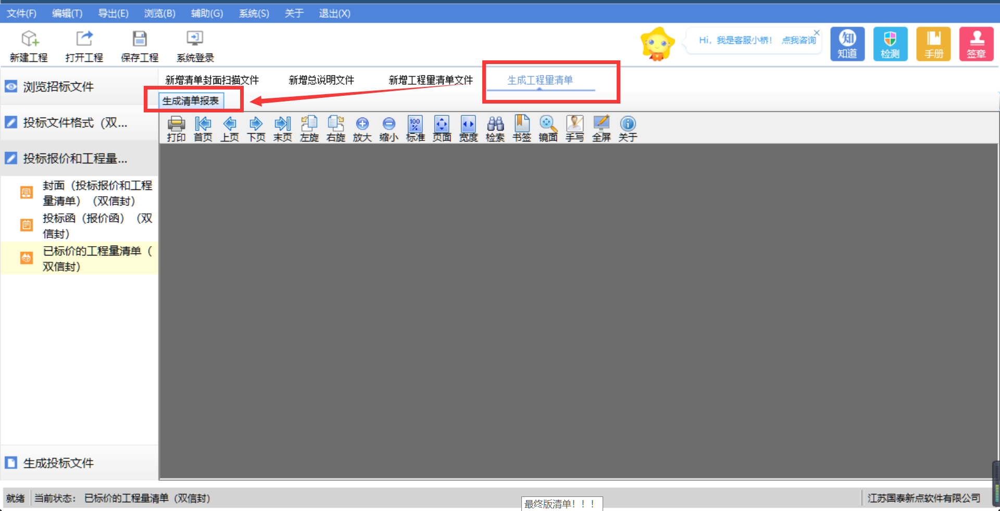 文件(F) 编辑(T) 导出(E) 浏览(B) 辅助(G) 系统(S) 关于 退出(X)
新建工程 打开工程 保存工程 系统登录
Hi，我是客服小桥！ 点我咨询
知
知道 检测 手册 签章
浏览招标文件
投标文件格式（双...
投标报价和工程量...
封面（投标报价和工程
量清单）（双信封）
投标函（报价函）（双
信封）
已标价的工程量清单（
双信封）
生成投标文件
新增清单封面扫描文件 新增总说明文件 新增工程量清单文件 生成工程量清单
生成清单报表
100
%
打印 首页 上页 下页 末页 左旋 右旋 放大 缩小 标准 页面 宽度 检索 书签 镜面 手写 全屏 关于
就绪 当前状态： 已标价的工程量清单（双信封）
最终版清单！！！
江苏国泰新点软件有限公司